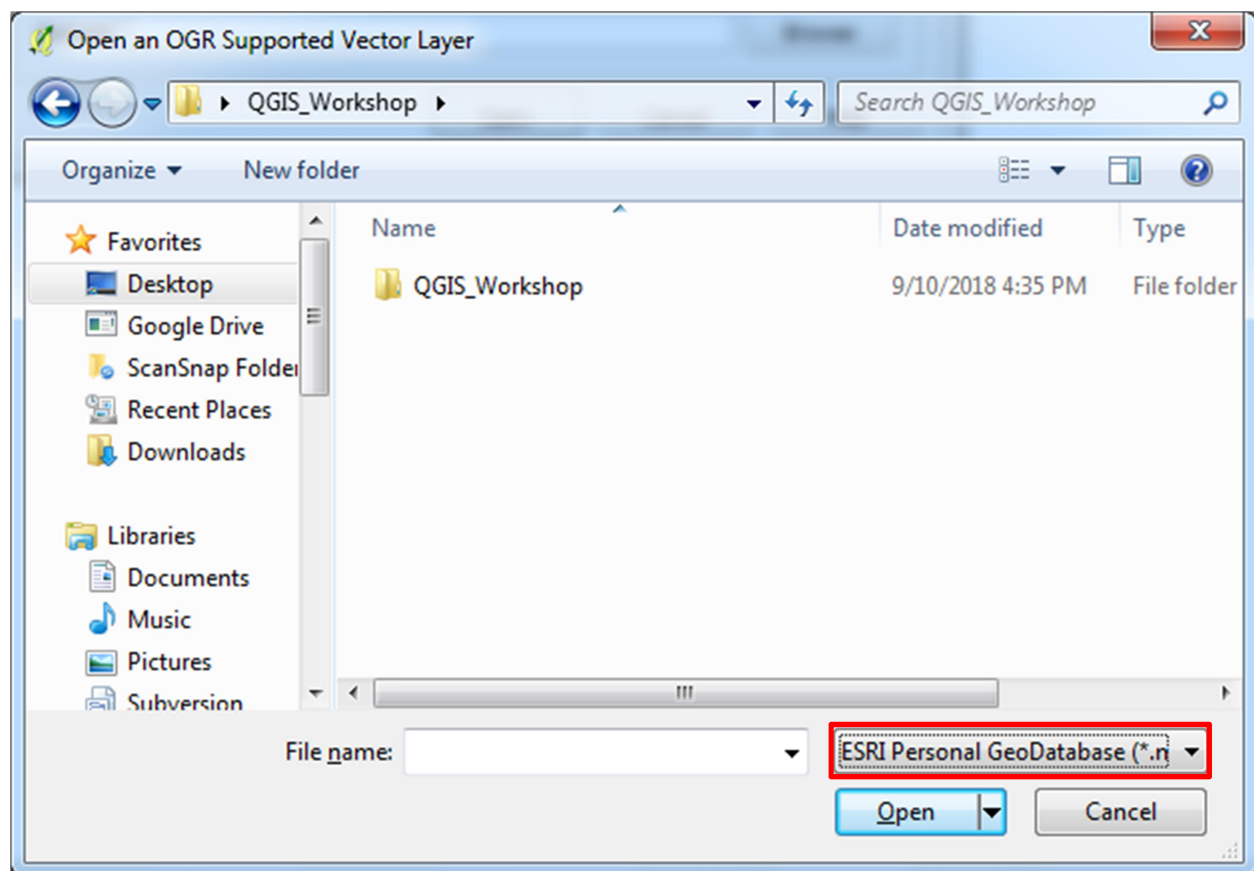 Open an OGR Supported Vector Layer
QGIS_Workshop
Search QGIS_Workshop
Organize
New folder
Name
Date modified
Type
QGIS_Workshop
9/10/2018 4:35 PM
File folder
Favorites
Desktop
Google Drive
ScanSnap Folder
Recent Places
Downloads
Libraries
Documents
Music
Pictures
Subversion
File name:
ESRI Personal GeoDatabase (*.m
Open
Cancel